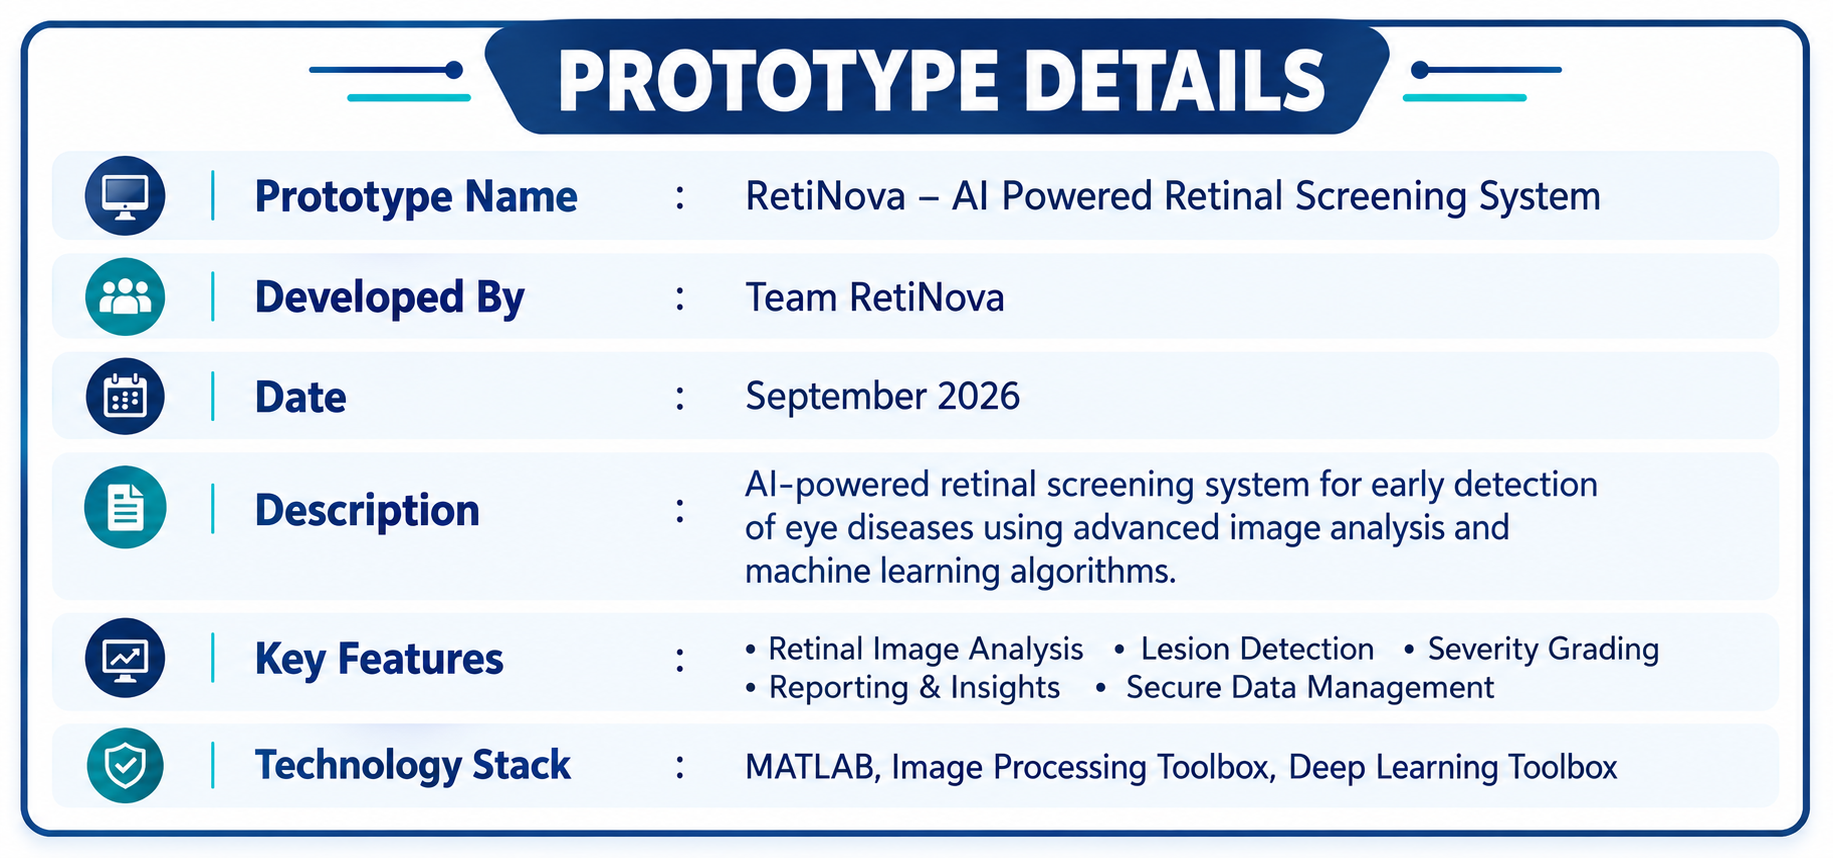 PROTOTYPE DETAILS
Prototype Name : RetiNova – AI Powered Retinal Screening System
Developed By : Team RetiNova
Date : September 2026
Description : AI-powered retinal screening system for early detection
of eye diseases using advanced image analysis and
machine learning algorithms.
Key Features : • Retinal Image Analysis • Lesion Detection • Severity Grading
• Reporting & Insights • Secure Data Management
Technology Stack : MATLAB, Image Processing Toolbox, Deep Learning Toolbox